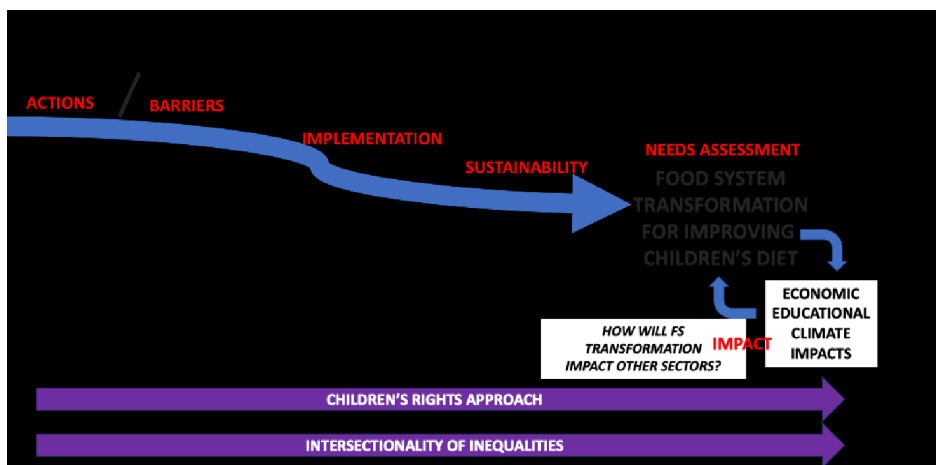 ACTIONS
BARRIERS
IMPLEMENTATION
SUSTAINABILITY
NEEDS ASSESSMENT
FOOD SYSTEM
TRANSFORMATION
FOR IMPROVING
CHILDREN'S DIET
ECONOMIC
EDUCATIONAL
CLIMATE
IMPACTS
HOW WILL FS
TRANSFORMATION
IMPACT OTHER SECTORS?
IMPACT
CHILDREN'S RIGHTS APPROACH
INTERSECTIONALITY OF INEQUALITIES